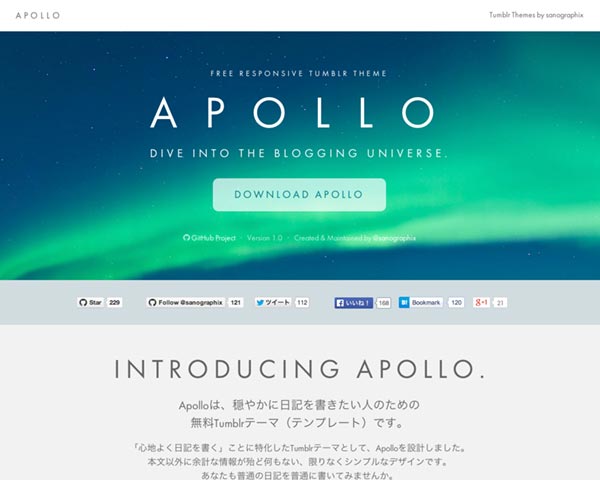 APOLLO
Tumblr Themes by sanographix
FREE RESPONSIVE TUMBLR THEME
APOLLO
DIVE INTO THE BLOGGING UNIVERSE.
DOWNLOAD APOLLO
GitHub Project · Version 1.0 · Created & Maintained by @sanographix
Star 229 Follow @sanographix 121 ツイート 112 いいね！ 168 B! Bookmark 120 g+1 21
INTRODUCING APOLLO.
Apolloは、穏やかに日記を書きたい人のための
無料Tumblrテーマ（テンプレート）です。
「心地よく日記を書く」ことに特化したTumblrテーマとして、Apolloを設計しました。
本文以外に余計な情報が殆ど何もない、限りなくシンプルなデザインです。
あなたも普通の日記を普通に書いてみませんか。